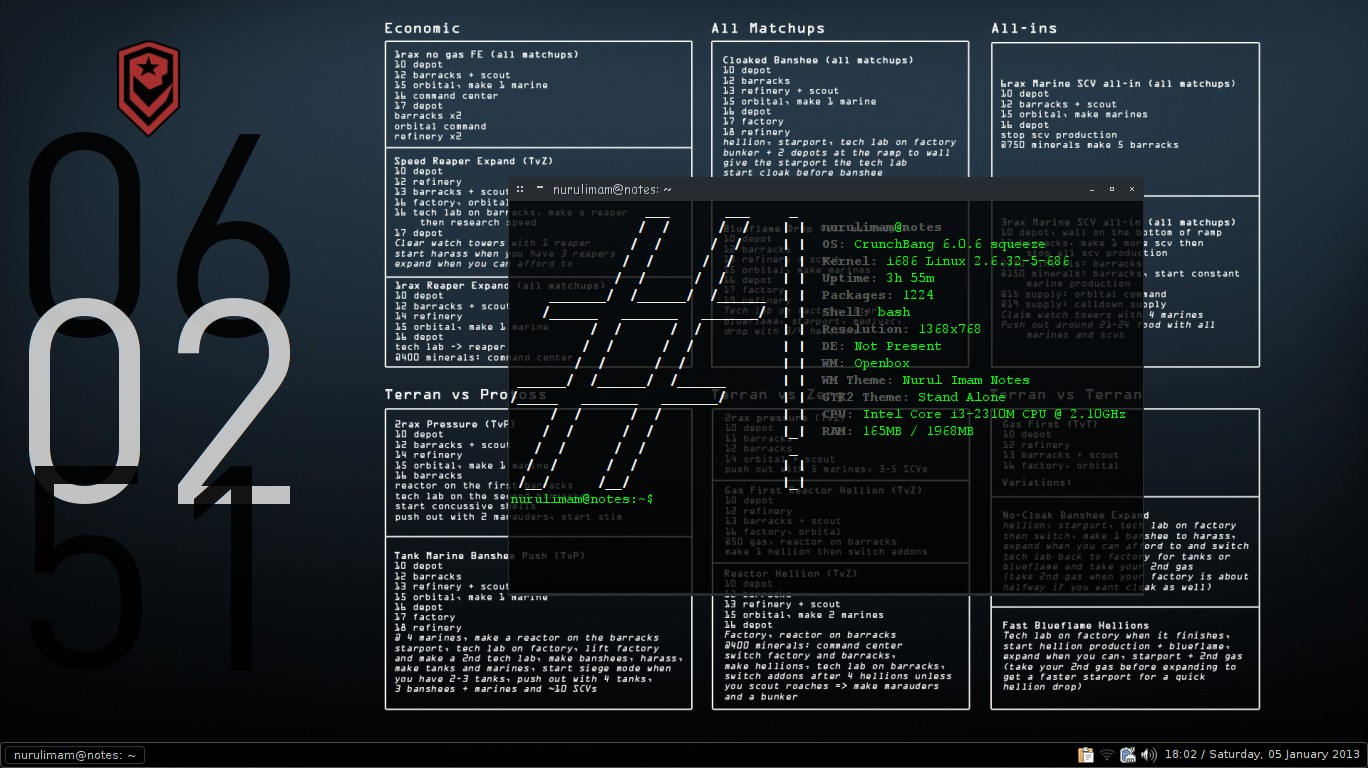 06
02
51
Economic
1rax no gas FE (all matchups)
10 depot
12 barracks + scout
15 orbital, make 1 marine
16 command center
17 depot
barracks x2
orbital command
refinery x2
Speed Reaper Expand (TvZ)
10 depot
12 refinery
13 barracks + scout
16 factory, orbital
16 tech lab on barracks, make a reaper
then research speed
17 depot
Clear watch towers with 1 reaper
start harass when you have 3 reapers
expand when you can afford to
1rax Reaper Expand (all matchups)
10 depot
12 barracks + scout
14 refinery
15 orbital, make 1 marine
16 depot
tech lab -> reaper
@400 minerals: command center
All Matchups
Cloaked Banshee (all matchups)
10 depot
12 barracks
13 refinery + scout
15 orbital, make 1 marine
16 depot
17 factory
18 refinery
hellion, starport, tech lab on factory
bunker + 2 depots at the ramp to wall
give the starport the tech lab
start cloak before banshee
All-ins
6rax Marine SCV all-in (all matchups)
10 depot
12 barracks + scout
15 orbital, make marines
16 depot
stop scv production
@750 minerals make 5 barracks
3rax Marine SCV all-in (all matchups)
10 depot, wall on the bottom of ramp
12 barracks, make 1 more scv then
stop scv production
@150 minerals: barracks
@150 minerals: barracks, start constant
marine production
@15 supply: orbital command
@19 supply: calldown supply
Claim watch towers with 4 marines
Push out around 21-24 food with all
marines and scvs
nurulimam@notes: ~
nurulimam@notes
OS: CrunchBang 6.0.6 squeeze
Kernel: i686 Linux 2.6.32-5-686
Uptime: 3h 55m
Packages: 1224
Shell: bash
Resolution: 1368x768
DE: Not Present
WM: Openbox
WM Theme: Nurul Imam Notes
GTK2 Theme: Stand Alone
CPU: Intel Core i3-2310M CPU @ 2.10GHz
RAM: 165MB / 1968MB
nurulimam@notes:~$
Terran vs Protoss
2rax Pressure (TvP)
10 depot
12 barracks + scout
14 refinery
15 orbital, make 1 marine
16 barracks
reactor on the first barracks
tech lab on the second barracks
start concussive shells
push out with 2 marauders, start stim
Tank Marine Banshee Push (TvP)
10 depot
12 barracks
13 refinery + scout
15 orbital, make 1 marine
16 depot
17 factory
18 refinery
@ 4 marines, make a reactor on the barracks
starport, tech lab on factory, lift factory
and make a 2nd tech lab, make banshees, harass,
make tanks and marines, start siege mode when
you have 2-3 tanks, push out with 4 tanks,
3 banshees + marines and ~10 SCVs
Terran vs Zerg
2rax pressure (TvZ)
10 depot
11 barracks
12 barracks
14 orbital + scout
push out with 5 marines, 3-5 SCVs
Gas First Reactor Hellion (TvZ)
10 depot
12 refinery
13 barracks + scout
16 factory, orbital
@50 gas, reactor on barracks
make 1 hellion then switch addons
Reactor Hellion (TvZ)
10 depot
12 barracks
13 refinery + scout
15 orbital, make 2 marines
16 depot
Factory, reactor on barracks
@400 minerals: command center
switch factory and barracks,
make hellions, tech lab on barracks,
switch addons after 4 hellions unless
you scout roaches => make marauders
and a bunker
Terran vs Terran
Gas First (TvT)
10 depot
12 refinery
13 barracks + scout
16 factory, orbital
Variations:
No-Cloak Banshee Expand
hellion, starport, tech lab on factory
then switch, make 1 banshee to harass,
expand when you can afford to and switch
tech lab back to factory for tanks or
blueflame and take your 2nd gas
(take 2nd gas when your factory is about
halfway if you want cloak as well)
Fast Blueflame Hellions
Tech lab on factory when it finishes,
start hellion production + blueflame,
expand when you can, starport + 2nd gas
(take your 2nd gas before expanding to
get a faster starport for a quick
hellion drop)
nurulimam@notes: ~
18:02 / Saturday, 05 January 2013